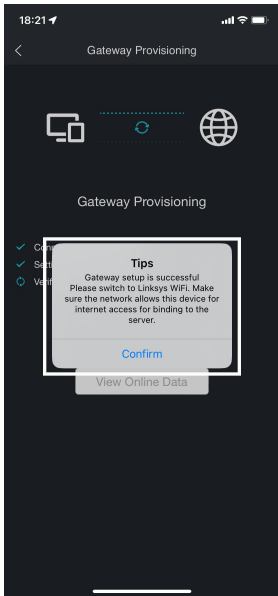 18:21
Gateway Provisioning
Gateway Provisioning
Tips
Gateway setup is successful
Please switch to Linksys WiFi. Make
sure the network allows this device for
internet access for binding to the
server.
Confirm
View Online Data